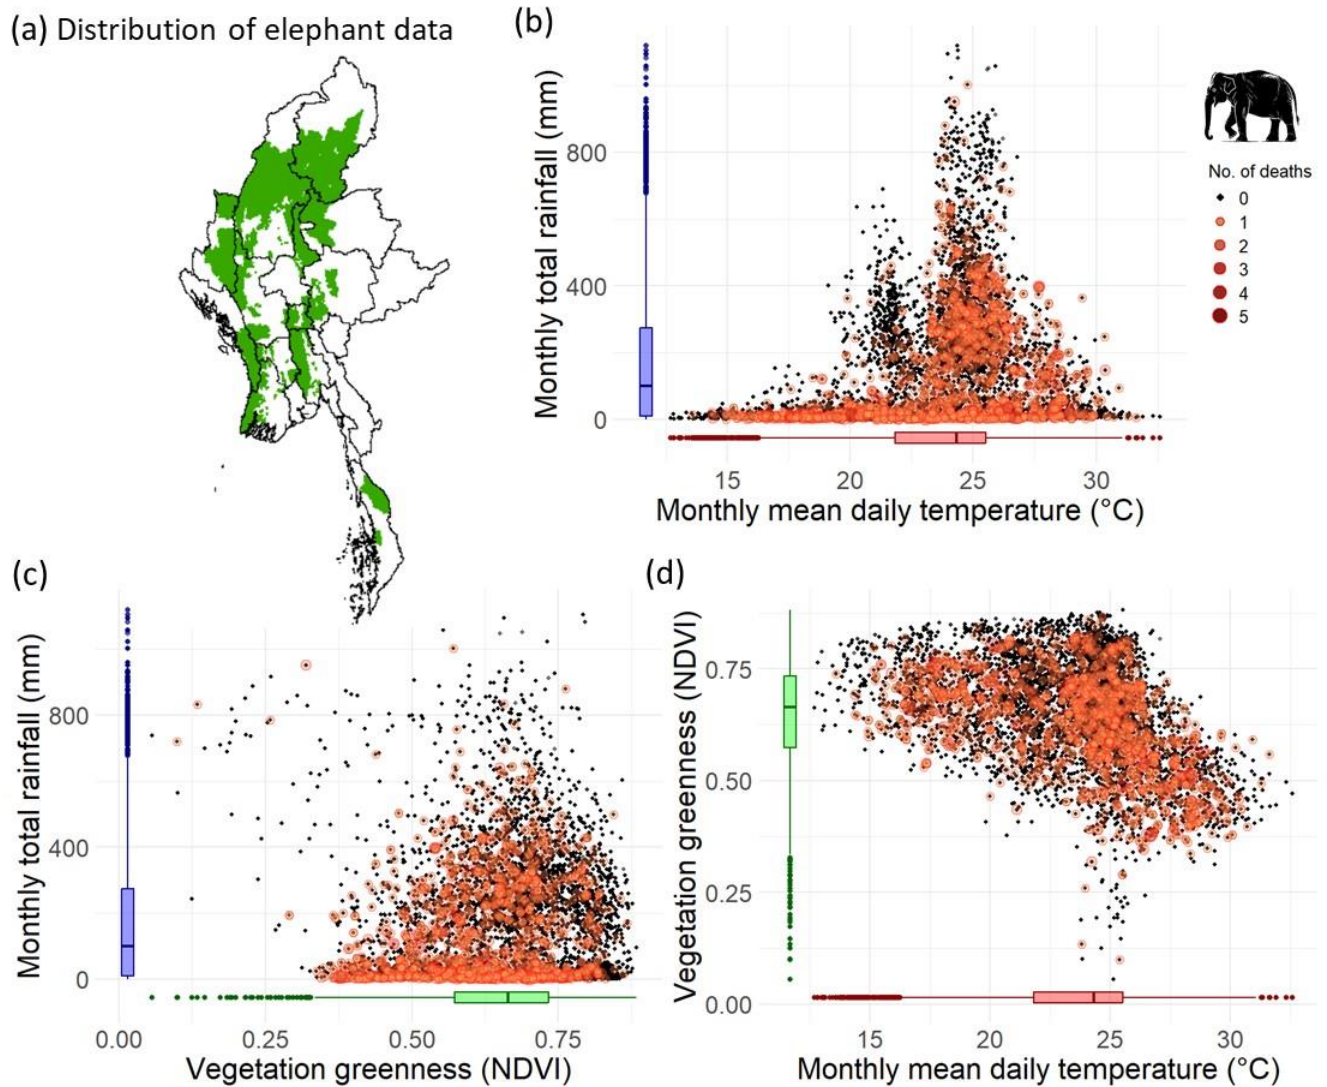 (a) Distribution of elephant data
(b)
Monthly total rainfall (mm)
800
400
0
15 20 25 30
Monthly mean daily temperature (°C)
No. of deaths
0
1
2
3
4
5
(c)
Monthly total rainfall (mm)
800
400
0
0.00 0.25 0.50 0.75
Vegetation greenness (NDVI)
(d)
Vegetation greenness (NDVI)
0.75
0.50
0.25
0.00
15 20 25 30
Monthly mean daily temperature (°C)